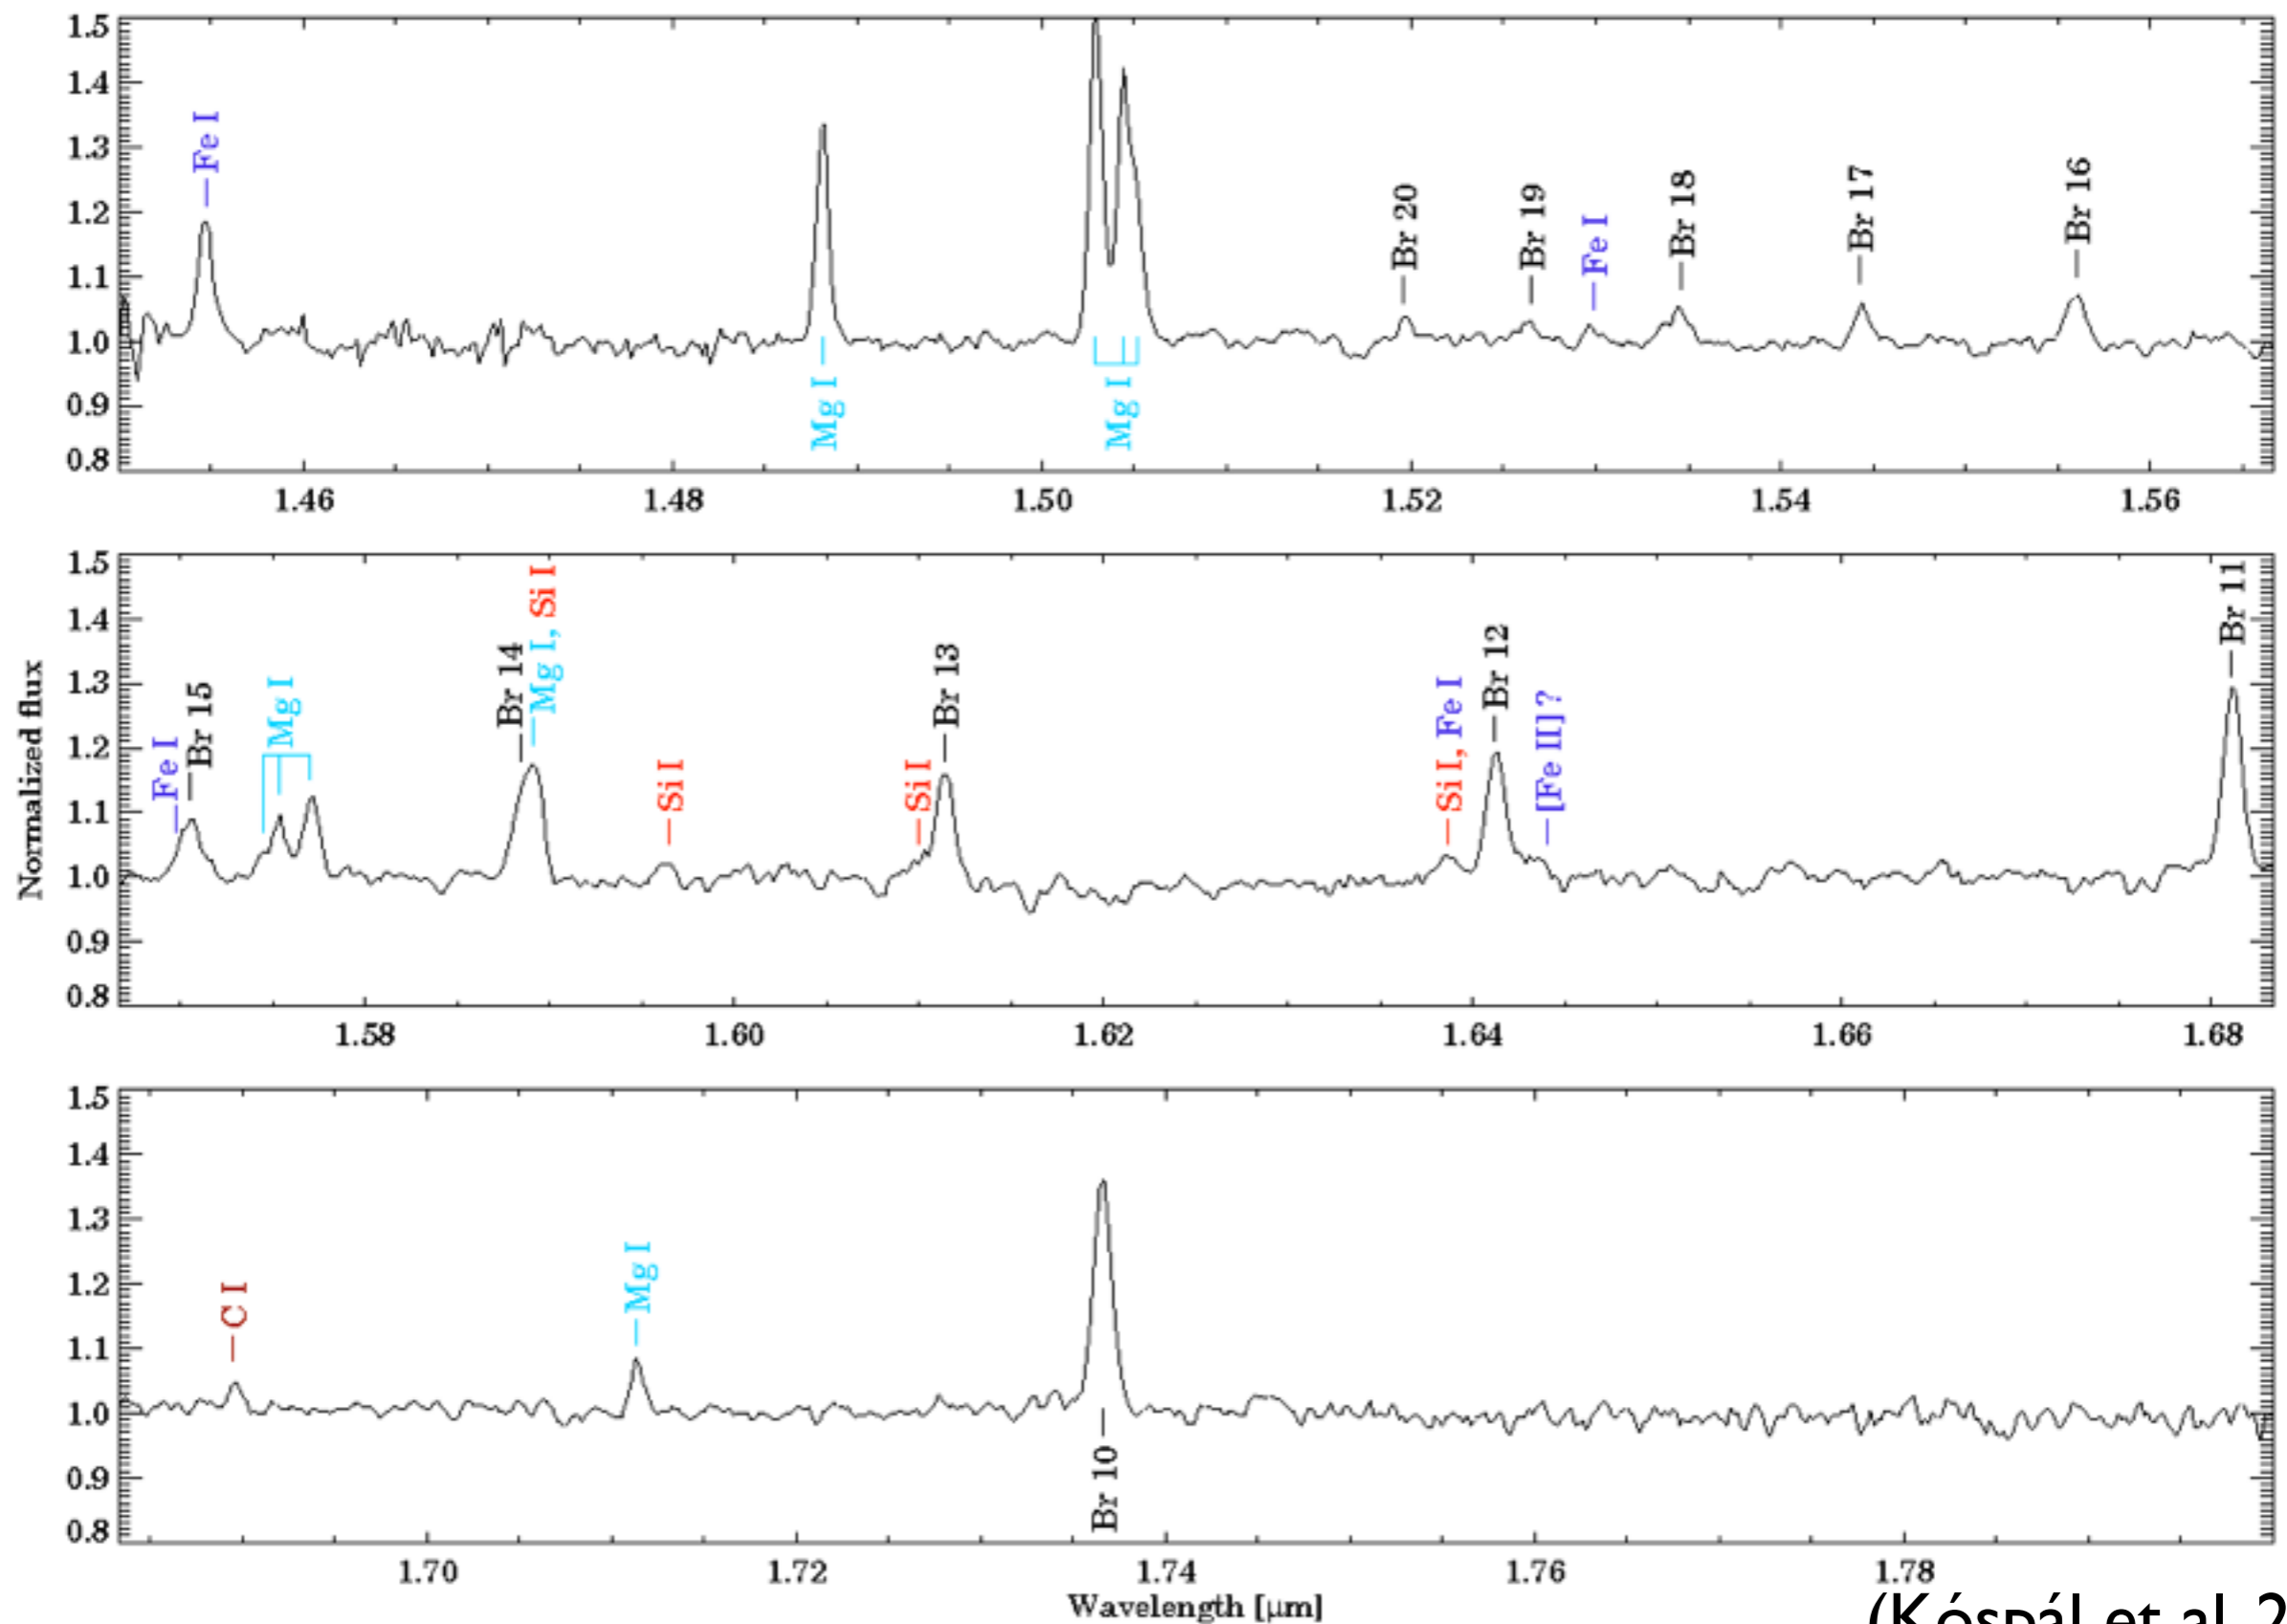 1.5
1.4
1.3
1.2
1.1
1.0
0.9
0.8
Fe I
Mg I
Mg I
Br 20
Br 19
Fe I
Br 18
Br 17
Br 16
1.46 1.48 1.50 1.52 1.54 1.56
Normalized flux
1.5
1.4
1.3
1.2
1.1
1.0
0.9
0.8
Fe I
Br 15
Mg I
Br 14
Mg I, Si I
Si I
Si I
Br 13
Si I, Fe I
Br 12
[Fe II]?
Br 11
1.58 1.60 1.62 1.64 1.66 1.68
1.5
1.4
1.3
1.2
1.1
1.0
0.9
0.8
C I
Mg I
Br 10
1.70 1.72 1.74 1.76 1.78
Wavelength [μm]
(Kóspál et al. 2